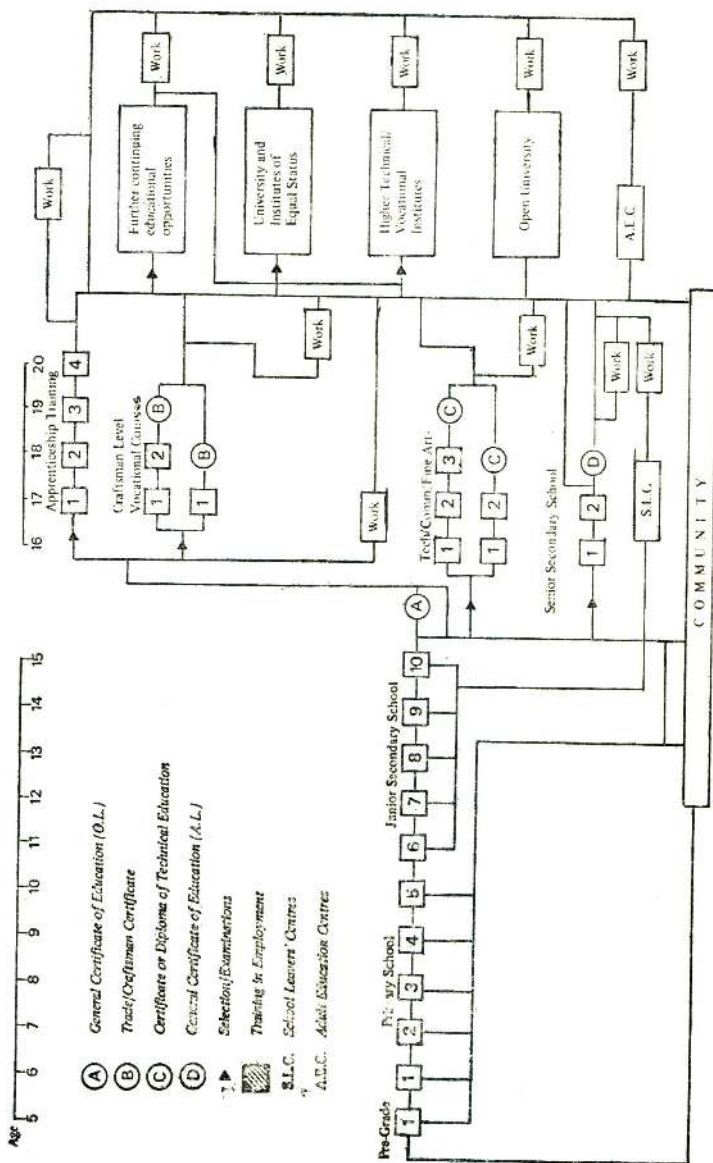 Age
5 6 7 8 9 10 11 12 13 14 15
16 17 18 19 20
A General Certificate of Education (O.L.)
B Trade/Craftsman Certificate
C Certificate or Diploma of Technical Education
D General Certificate of Education (A.L.)
Selection/Examinations
Training in Employment
S.L.C. School Leavers' Centres
A.E.C. Adult Education Centres
Pre-Grade
1
Primary School
1 2 3 4 5
Junior Secondary School
6 7 8 9 10
A
Apprenticeship Training
1 2 3 4
Work
Craftsman Level
Vocational Courses
1 2 B
1 B
Work
Work
Tech/Comm/Fine Art-
1 2 3 C
1 2 C
Work
Senior Secondary School
1 2 D
Work
S.L.C.
Work
Further continuing
educational
opportunities
Work
University and
Institutes of
Equal Status
Work
Higher Technical/
Vocational
Institutes
Work
Open University
Work
A.E.C.
Work
COMMUNITY